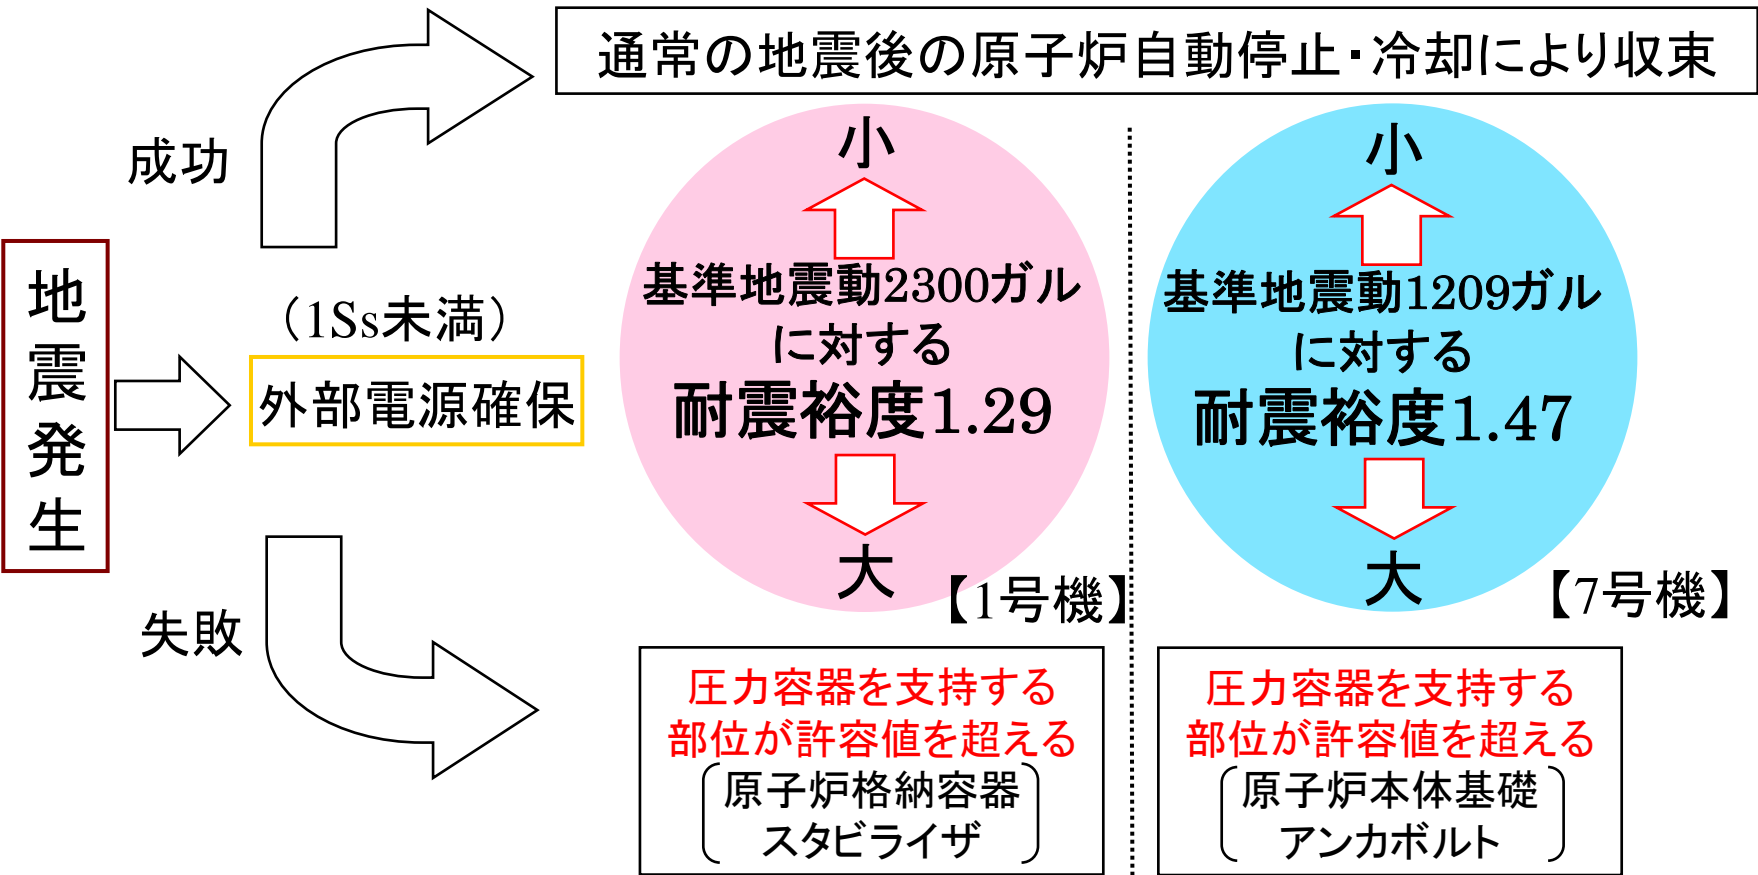 通常の地震後の原子炉自動停止・冷却により収束
成功
地震発生
(1Ss未満)
外部電源確保
失敗
小
基準地震動2300ガル
に対する
耐震裕度1.29
大
【1号機】
小
基準地震動1209ガル
に対する
耐震裕度1.47
大
【7号機】
圧力容器を支持する
部位が許容値を超える
原子炉格納容器
スタビライザ
圧力容器を支持する
部位が許容値を超える
原子炉本体基礎
アンカボルト